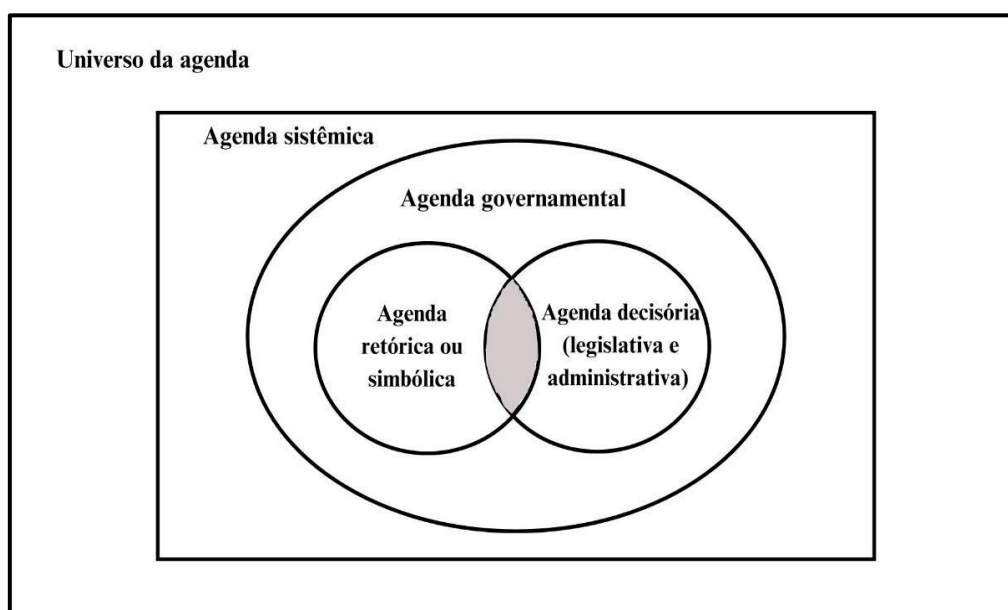 Universo da agenda
Agenda sistêmica
Agenda governamental
Agenda
retórica ou
simbólica
Agenda decisória
(legislativa e
administrativa)